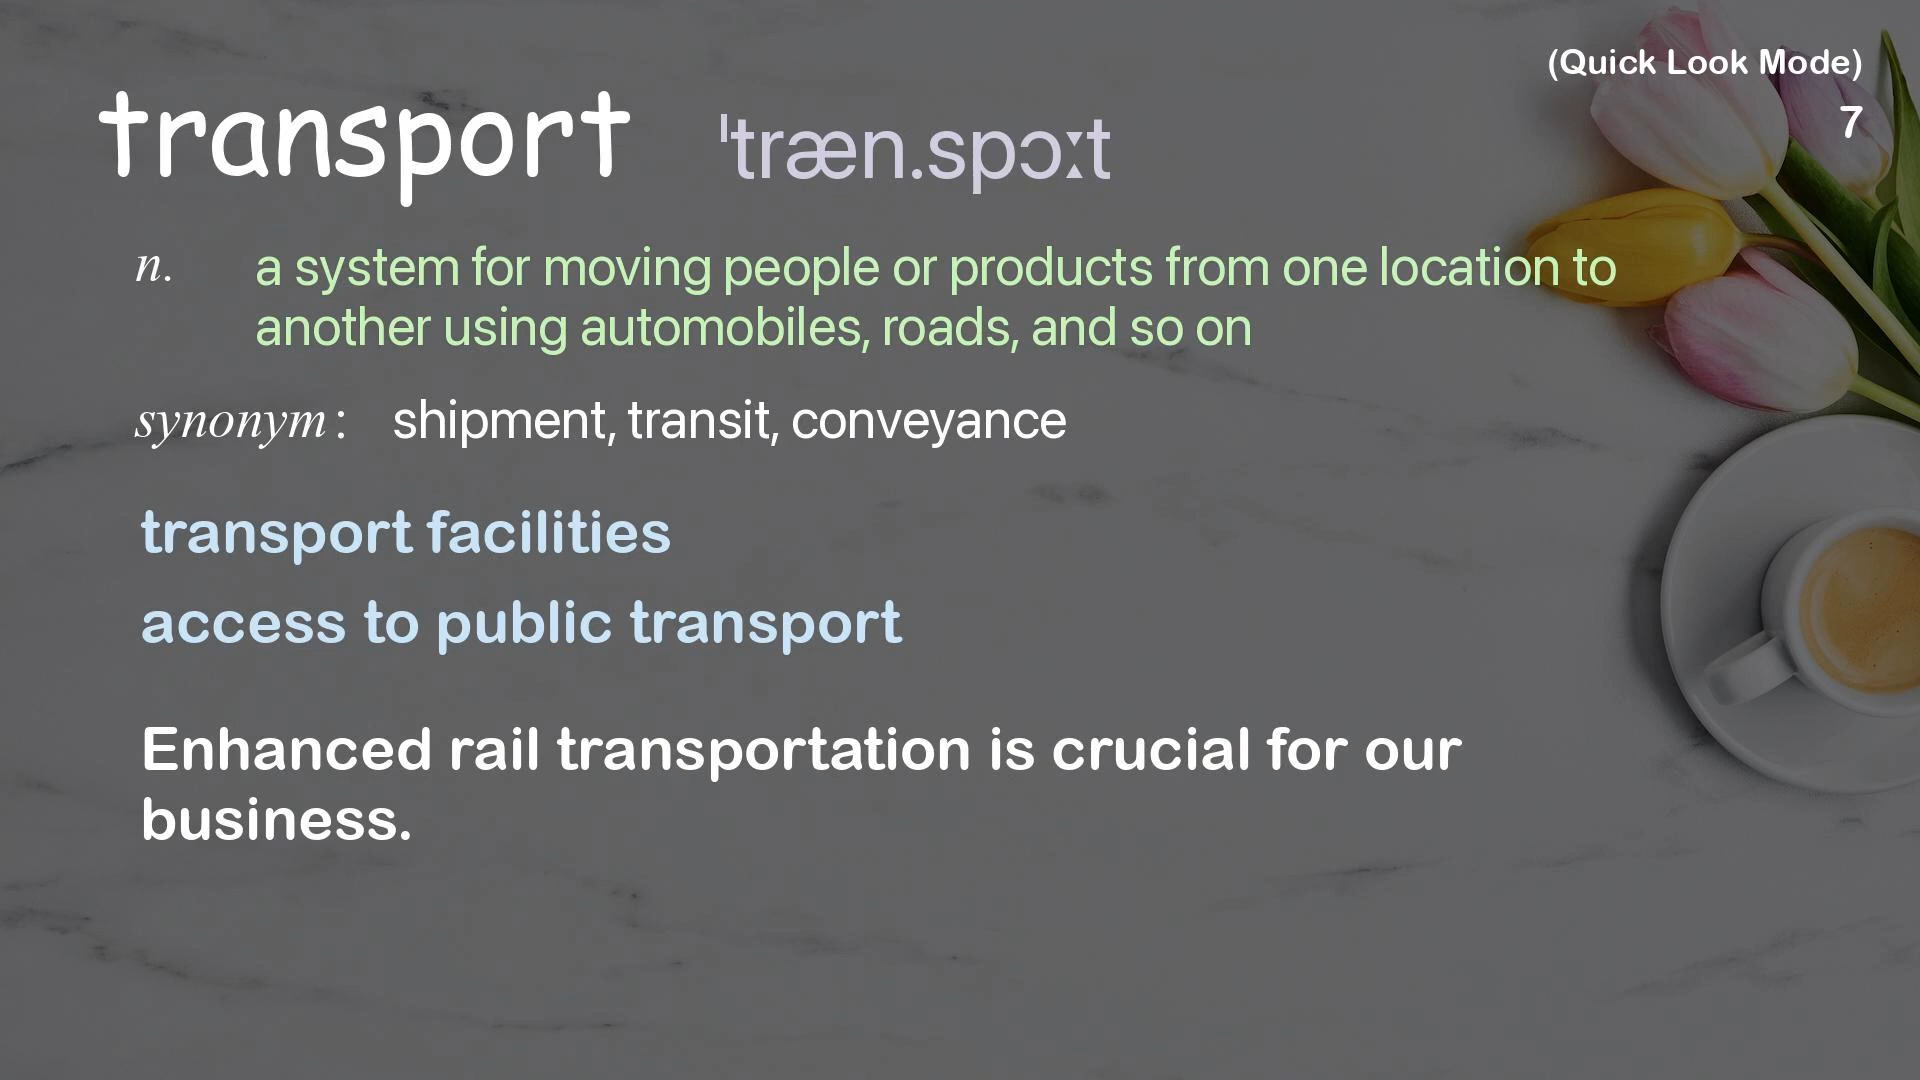 (Quick Look Mode)
7
transport ˈtræn.spɔːt
n. a system for moving people or products from one location to
another using automobiles, roads, and so on
synonym: shipment, transit, conveyance
transport facilities
access to public transport
Enhanced rail transportation is crucial for our
business.